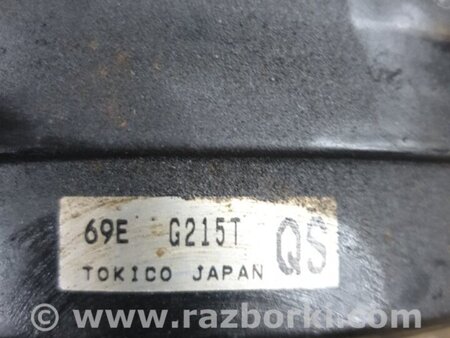 69E G215T QS
TOKICO JAPAN
© www.razborki.com